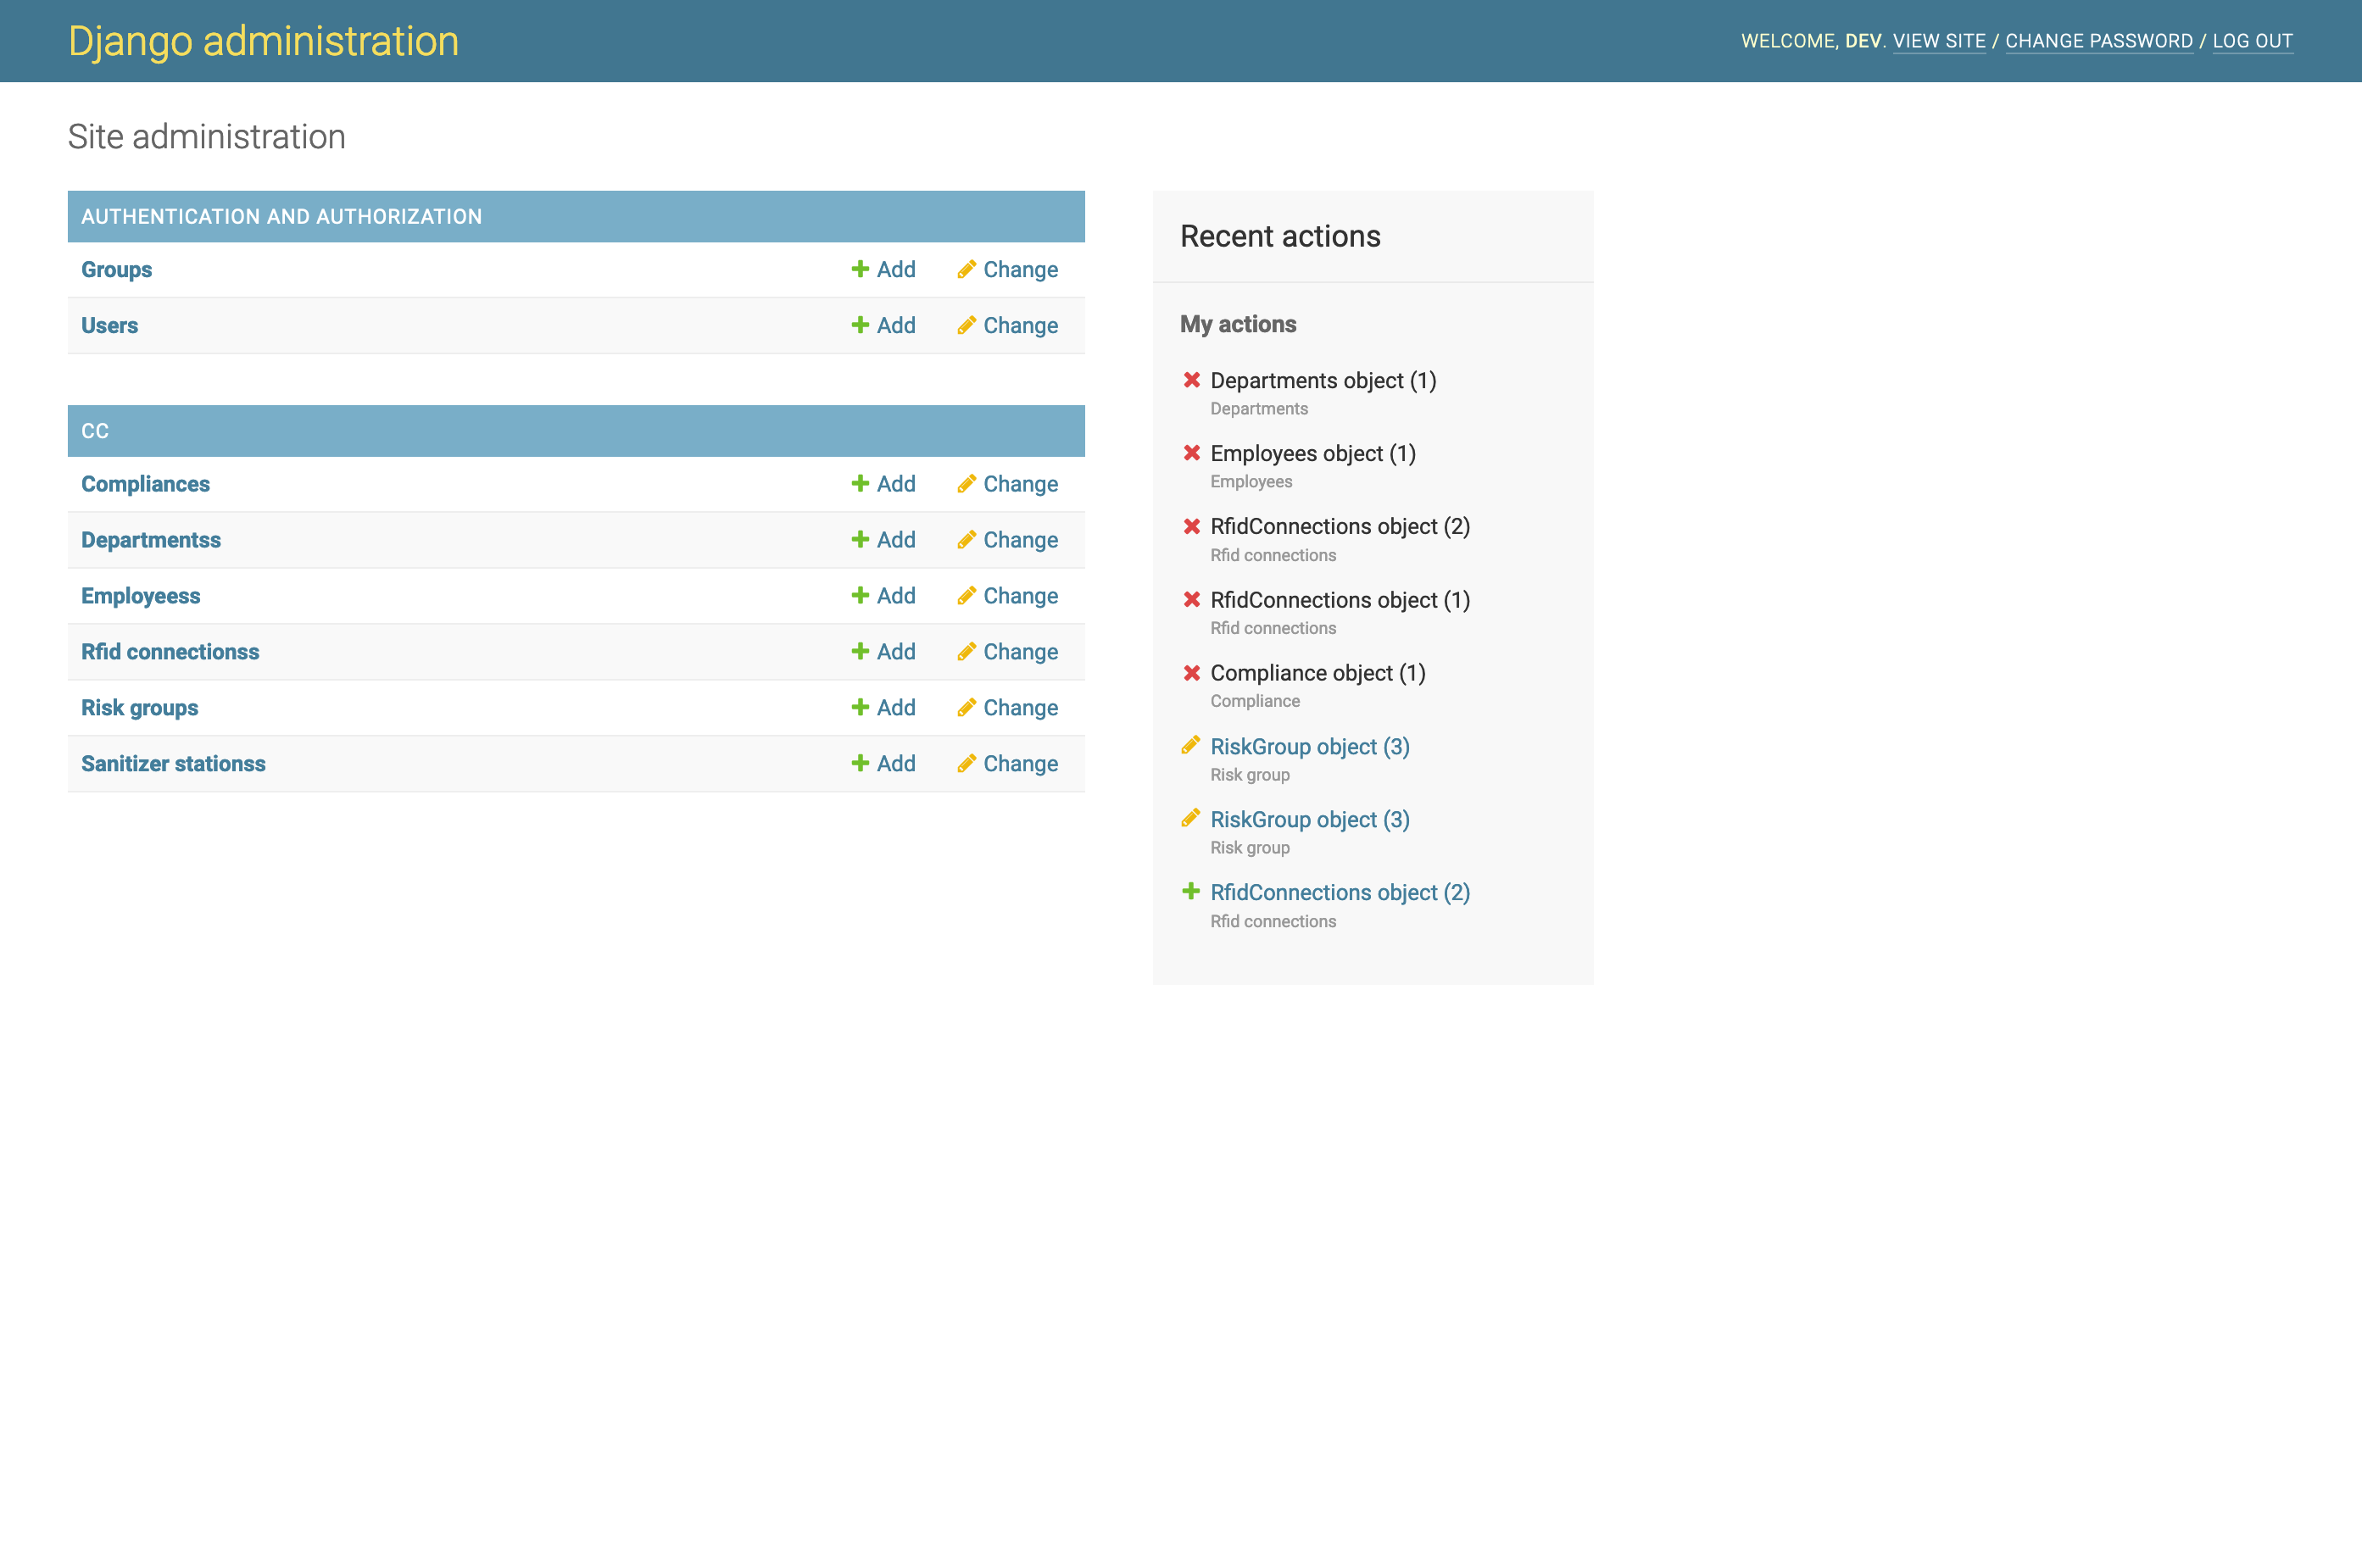 Django administration
WELCOME, DEV. VIEW SITE / CHANGE PASSWORD / LOG OUT
Site administration
AUTHENTICATION AND AUTHORIZATION
Groups Add Change
Users Add Change
CC
Compliances Add Change
Departmentss Add Change
Employeess Add Change
Rfid connectionss Add Change
Risk groups Add Change
Sanitizer stationss Add Change
Recent actions
My actions
Departments object (1)
Departments
Employees object (1)
Employees
RfidConnections object (2)
Rfid connections
RfidConnections object (1)
Rfid connections
Compliance object (1)
Compliance
RiskGroup object (3)
Risk group
RiskGroup object (3)
Risk group
RfidConnections object (2)
Rfid connections